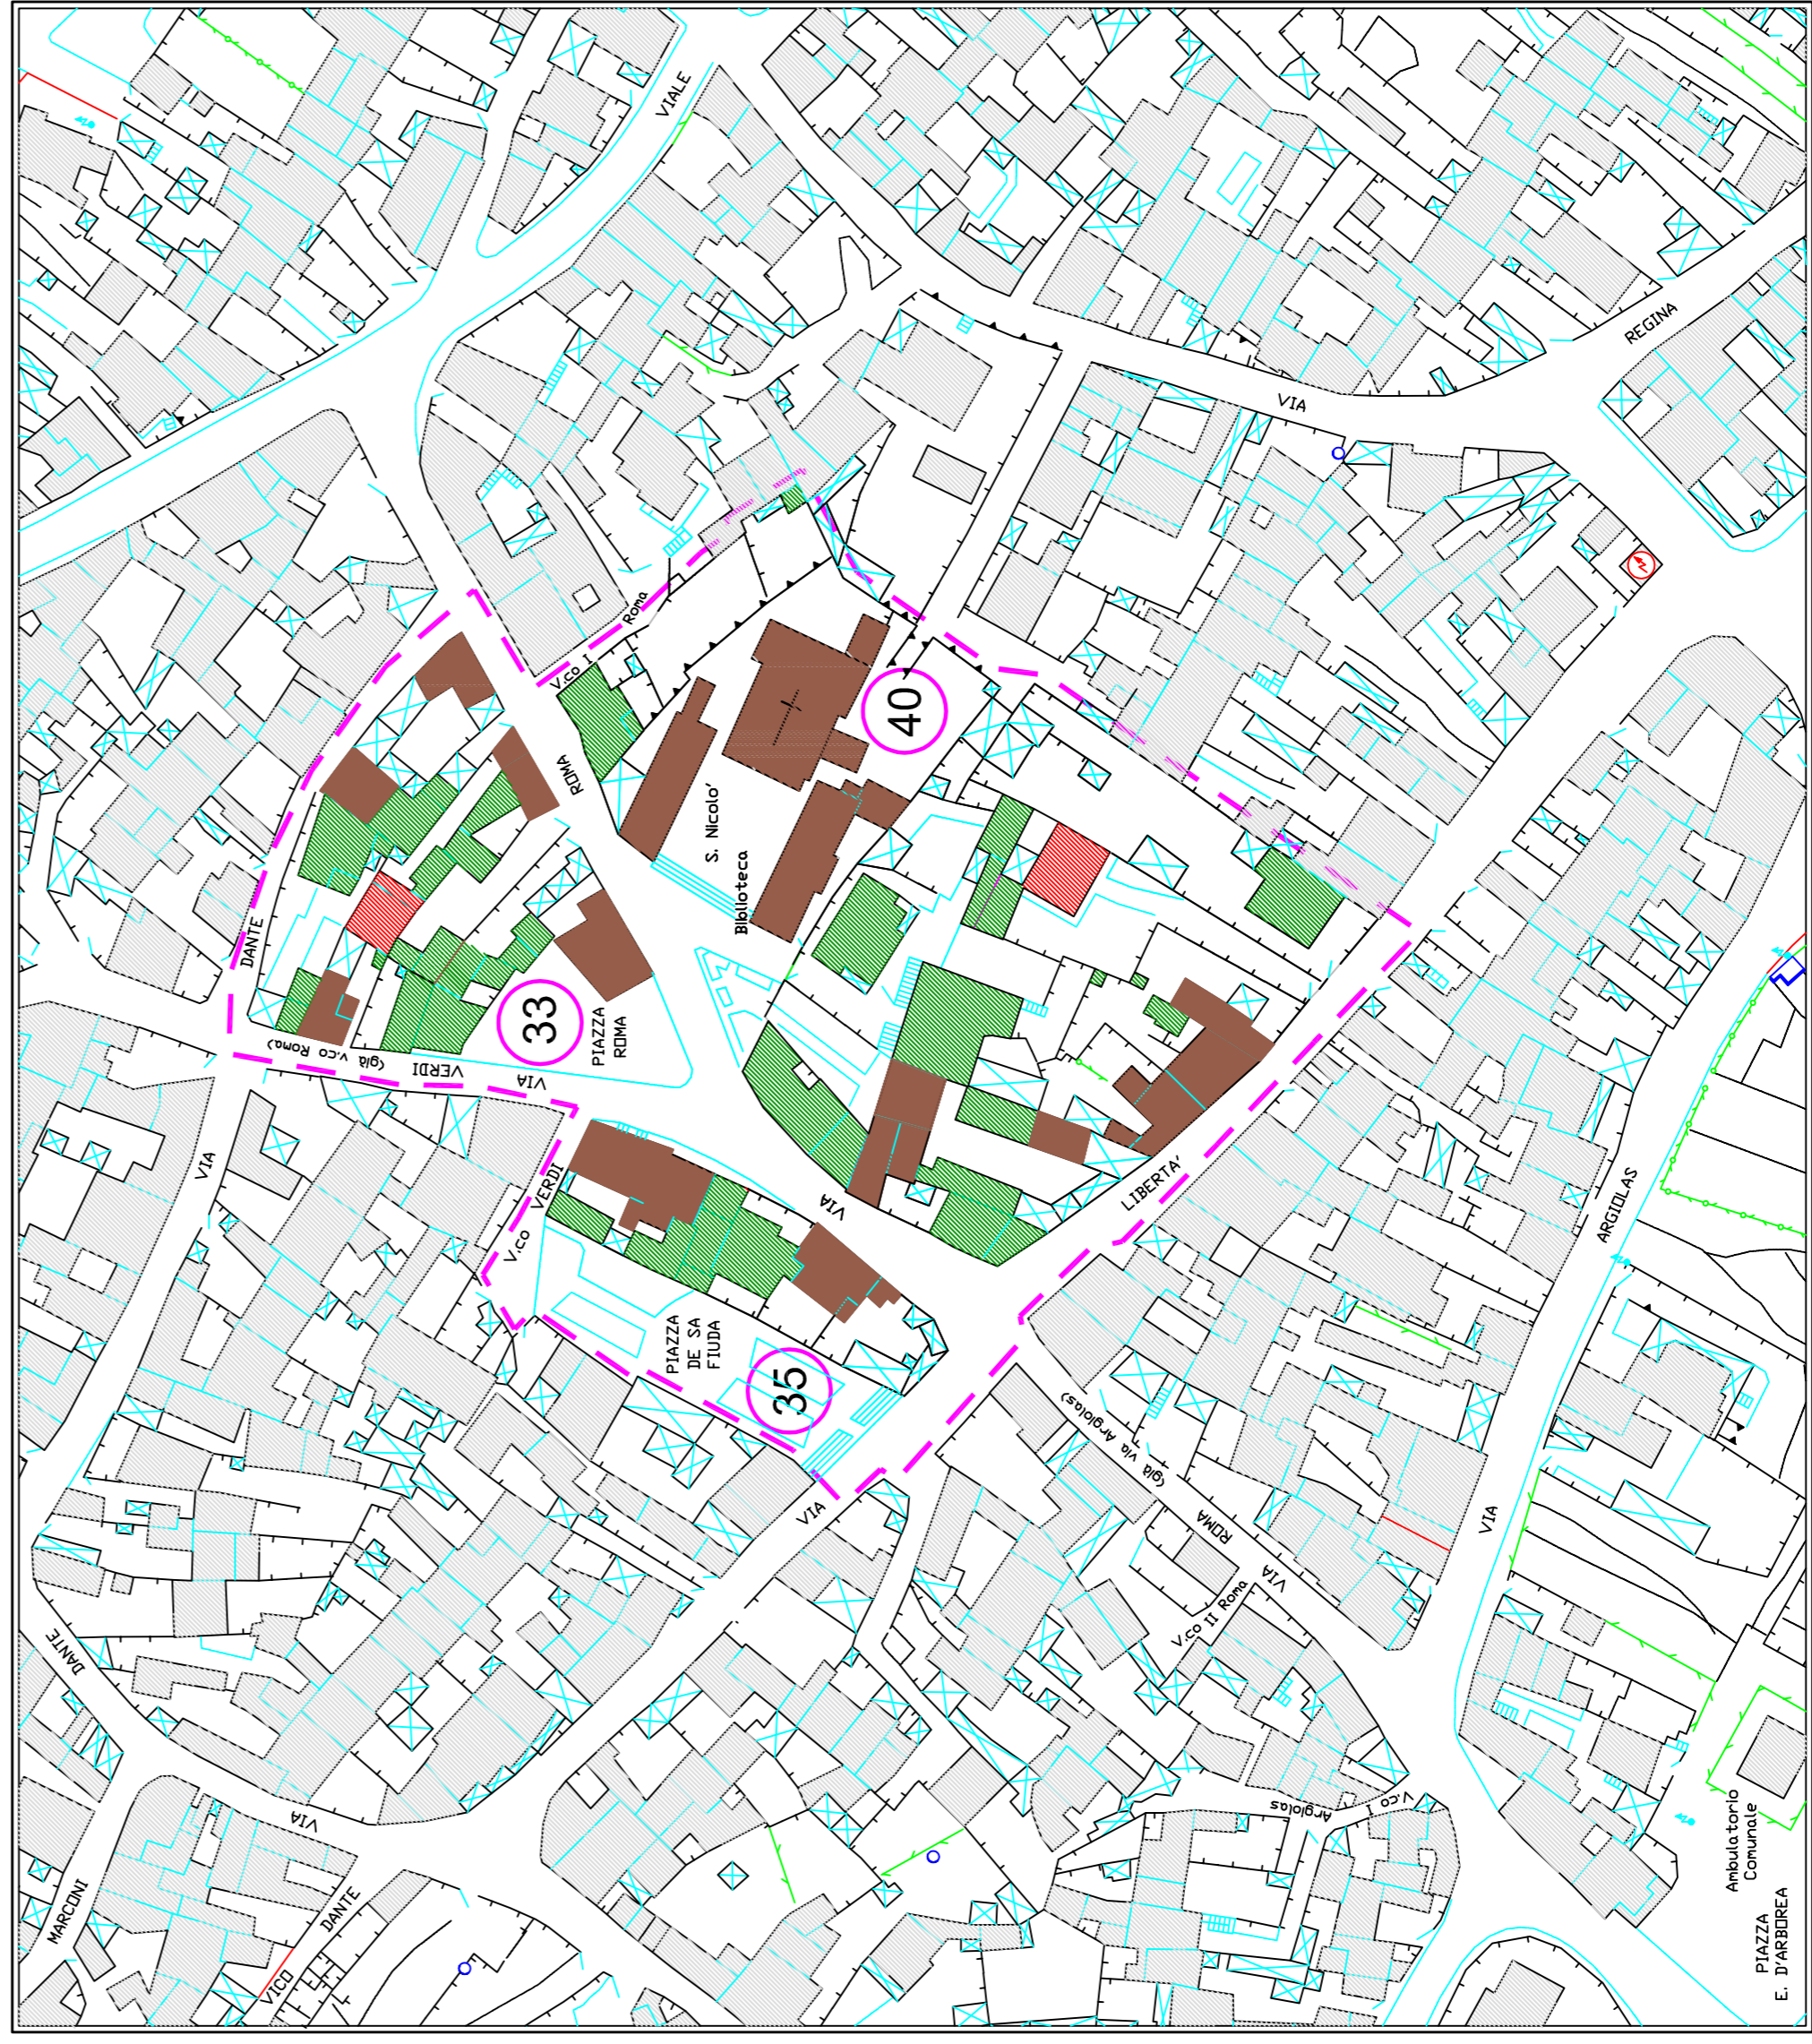 VIALE
REGINA
VIA
V.co I Roma
ROMA
40
S. Nicolo'
Biblioteca
DANTE
33
PIAZZA
ROMA
(già v.co Roma)
VERDI
VIA
VIA
V.co VERDI
VIA
LIBERTA'
PIAZZA
DE SA
FIUDA
35
VIA
ARGIOLAS
VIA
(già via Argiolas)
ROMA
VIA
V.co II Roma
DANTE
VIA
MARCONI
VICO DANTE
V.co I Argiolas
Ambulatorio
Comunale
PIAZZA
E. D'ARBOREA